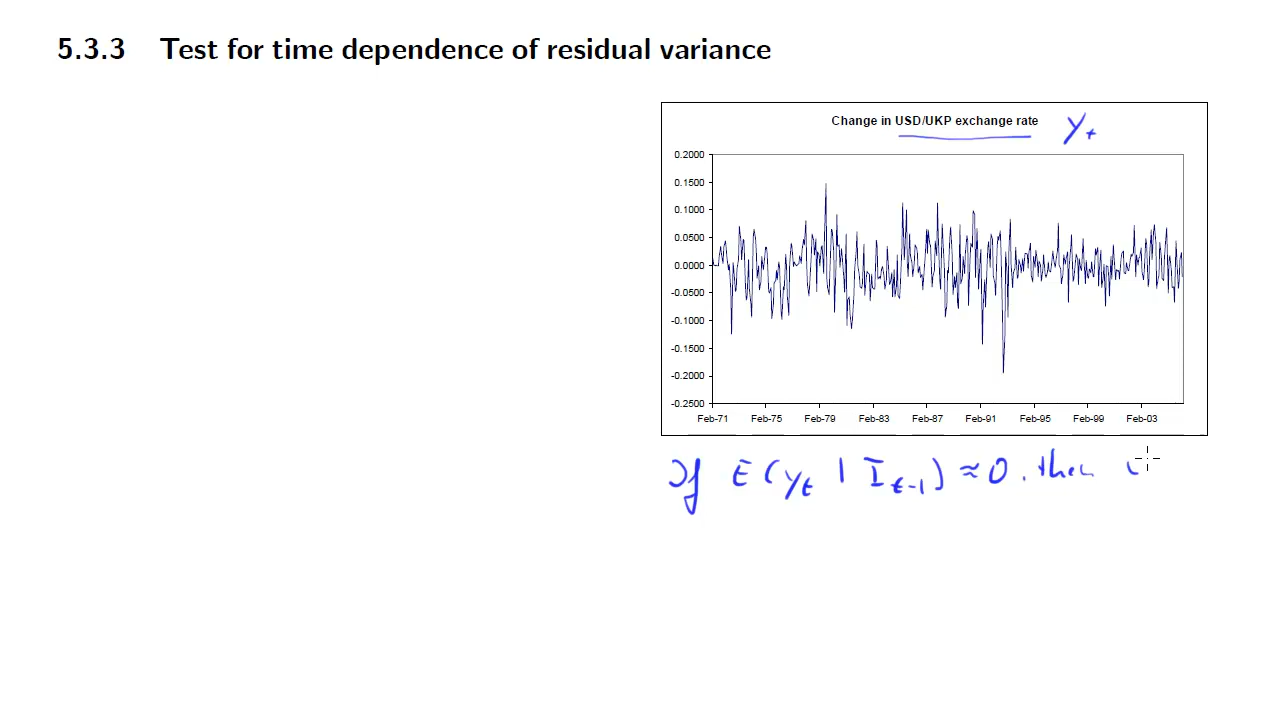 5.3.3 Test for time dependence of residual variance
Change in USD/UKP exchange rate y_t
0.2000
0.1500
0.1000
0.0500
0.0000
-0.0500
-0.1000
-0.1500
-0.2000
-0.2500
Feb-71 Feb-75 Feb-79 Feb-83 Feb-87 Feb-91 Feb-95 Feb-99 Feb-03
If E(y_t | I_{t-1}) ≈ 0, then